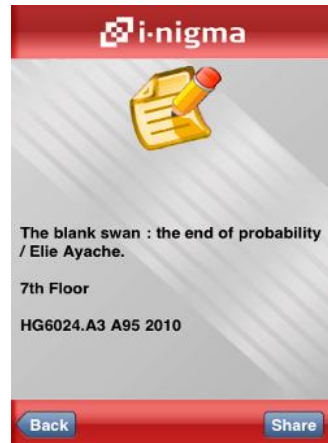 i-nigma
The blank swan : the end of probability
/ Elie Ayache.
7th Floor
HG6024.A3 A95 2010
Back
Share